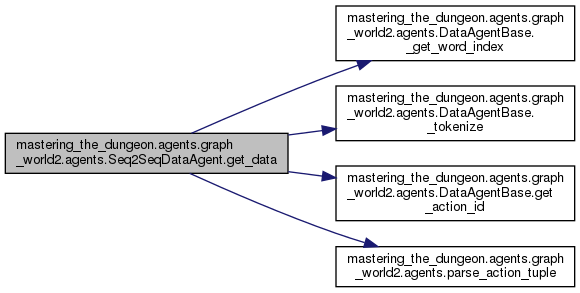 mastering_the_dungeon.agents.graph
_world2.agents.DataAgentBase.
_get_word_index
mastering_the_dungeon.agents.graph
_world2.agents.DataAgentBase.
_tokenize
mastering_the_dungeon.agents.graph
_world2.agents.Seq2SeqDataAgent.get_data
mastering_the_dungeon.agents.graph
_world2.agents.DataAgentBase.get
_action_id
mastering_the_dungeon.agents.graph
_world2.agents.parse_action_tuple